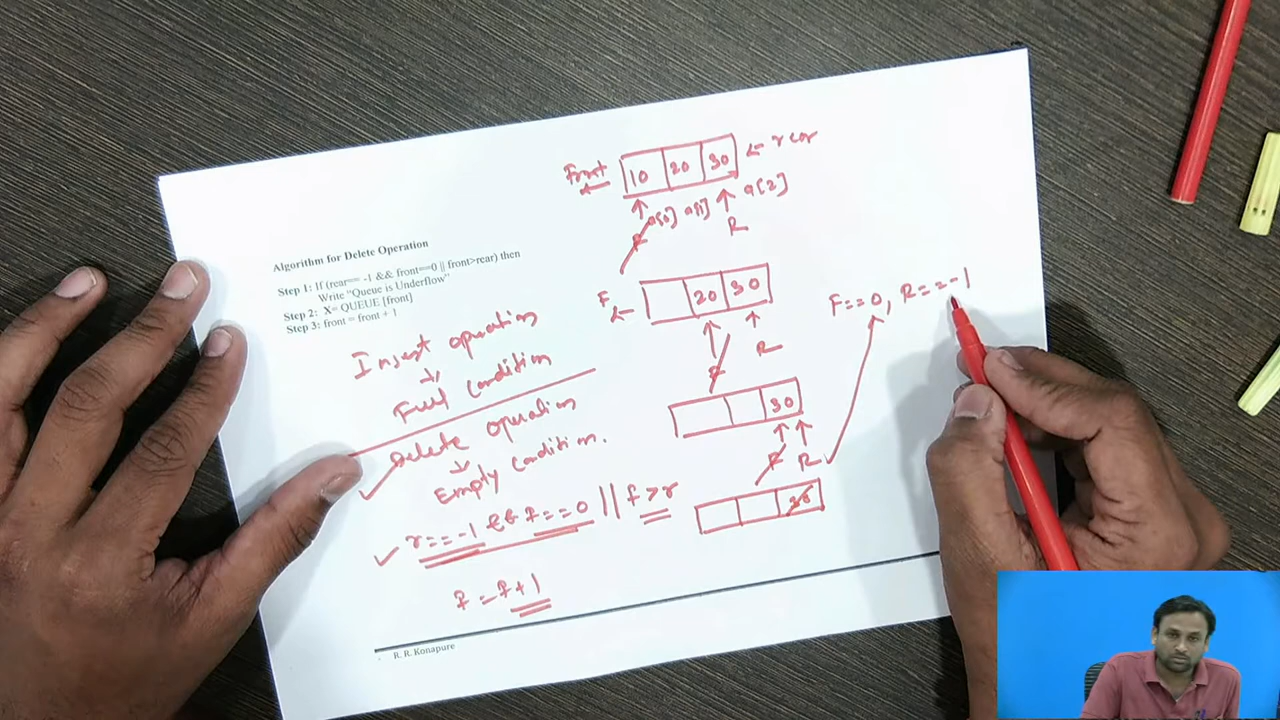 Algorithm for Delete Operation
Step 1: If (rear== -1 && front==0 || front>rear) then
Write "Queue is Underflow"
Step 2: X= QUEUE [front]
Step 3: front = front + 1
Insert operation
Full Condition
Delete operation
Empty Condition.
r==-1 && f==0 || f>r
f=f+1
R. R. Konapure
Front 10 20 30 ← rear
a[0] a[1] a[2]
F R
F 20 30
F R
30
F R
30
F==0, R==-1